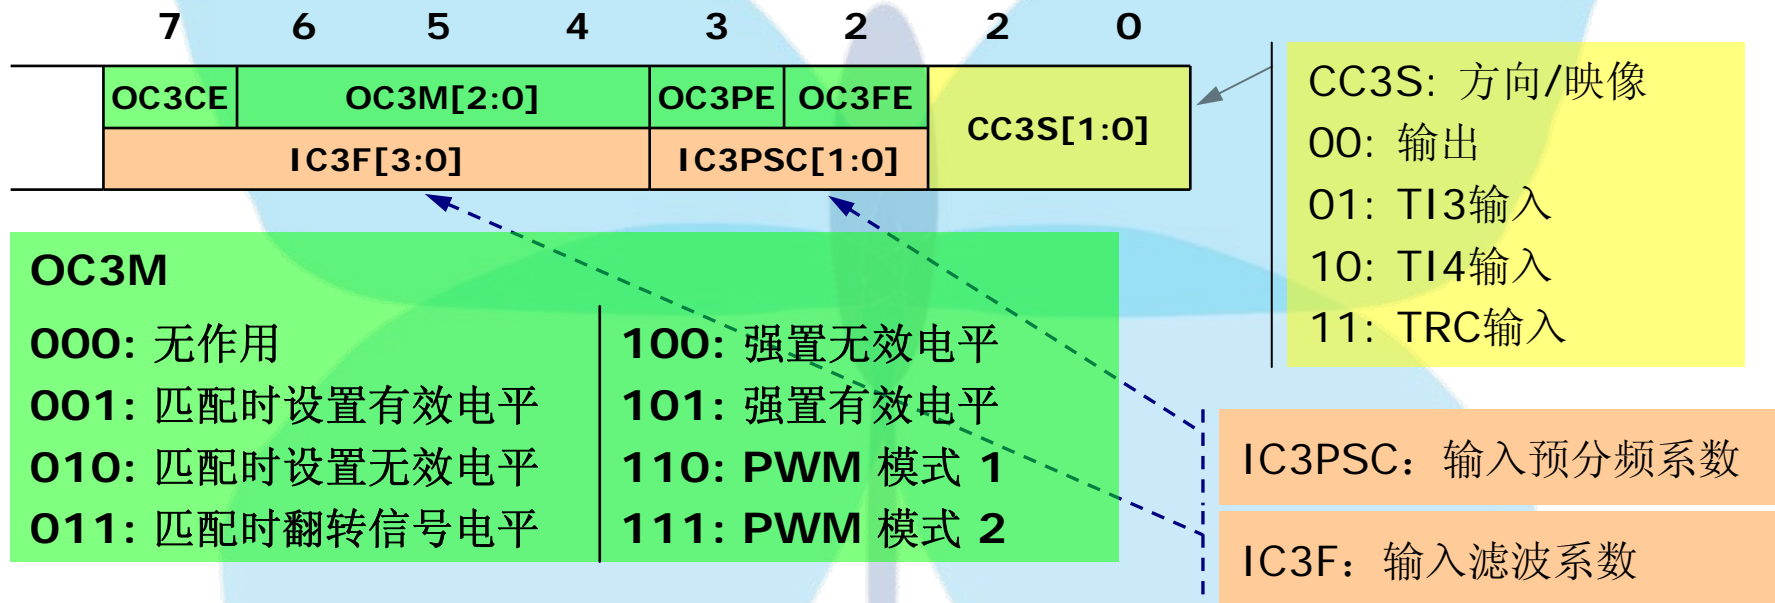 7 6 5 4 3 2 2 0
OC3CE OC3M[2:0] OC3PE OC3FE CC3S[1:0]
IC3F[3:0] IC3PSC[1:0]
CC3S: 方向/映像
00: 输出
01: TI3输入
10: TI4输入
11: TRC输入
OC3M
000: 无作用
001: 匹配时设置有效电平
010: 匹配时设置无效电平
011: 匹配时翻转信号电平
100: 强置无效电平
101: 强置有效电平
110: PWM 模式 1
111: PWM 模式 2
IC3PSC：输入预分频系数
IC3F：输入滤波系数